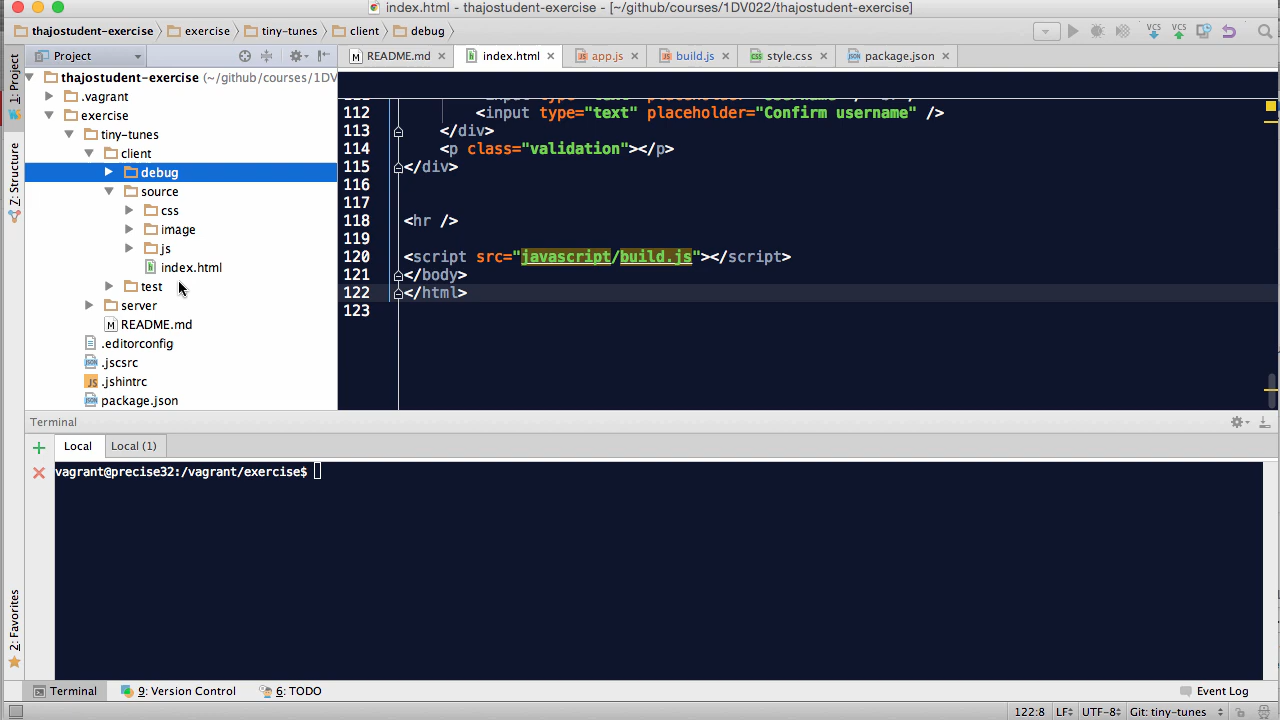 index.html - thajostudent-exercise - [~/github/courses/1DV022/thajostudent-exercise]
thajostudent-exercise exercise tiny-tunes client debug
VCS VCS
1: Project
Z: Structure
2: Favorites
Project
README.md index.html app.js build.js style.css package.json
thajostudent-exercise (~/github/courses/1DV
.vagrant
exercise
tiny-tunes
client
debug
source
css
image
js
index.html
test
server
README.md
.editorconfig
.jscsrc
.jshintrc
package.json
112 <input type="text" placeholder="Confirm username" />
113 </div>
114 <p class="validation"></p>
115 </div>
116
117
118 <hr />
119
120 <script src="javascript/build.js"></script>
121 </body>
122 </html>
123
Terminal
Local Local (1)
vagrant@precise32:/vagrant/exercise$
Terminal 9: Version Control 6: TODO Event Log
122:8 LF UTF-8 Git: tiny-tunes